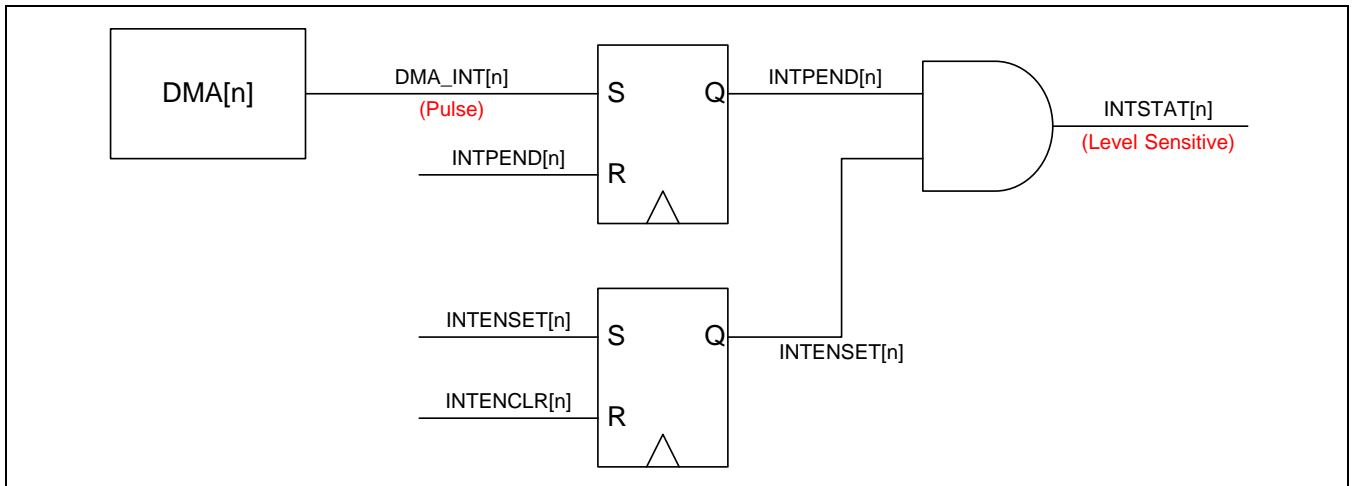 DMA[n]
DMA_INT[n]
(Pulse)
INTPEND[n]
S
R
Q
INTPEND[n]
INTSTAT[n]
(Level Sensitive)
INTENSET[n]
INTENCLR[n]
S
R
Q
INTENSET[n]